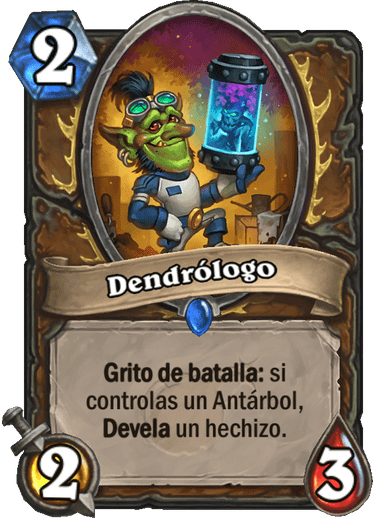 2
Dendrólogo
Grito de batalla: si
controlas un Antárbol,
Devela un hechizo.
2
3